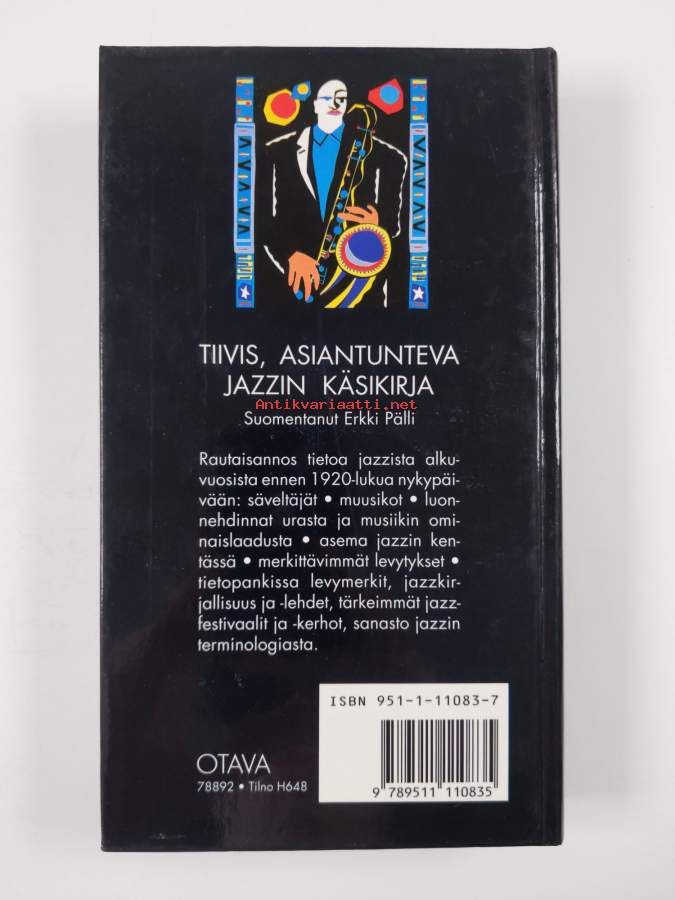 TIIVIS, ASIANTUNTEVA
JAZZIN KÄSIKIRJA
Antikvariaatti.net
Suomentanut Erkki Pälli
Rautaisannos tietoa jazzista alku-
vuosista ennen 1920-lukua nykypäi-
vään: säveltäjät • muusikot • luon-
nehdinnat urasta ja musiikin omi-
naislaadusta • asema jazzin ken-
tässä • merkittävimmät levytykset •
tietopankissa levymerkit, jazzkir-
jallisuus ja -lehdet, tärkeimmät jazz-
festivaalit ja -kerhot, sanasto jazzin
terminologiasta.
ISBN 951-1-11083-7
9 789511 110835
OTAVA
78892 • Tilno H648